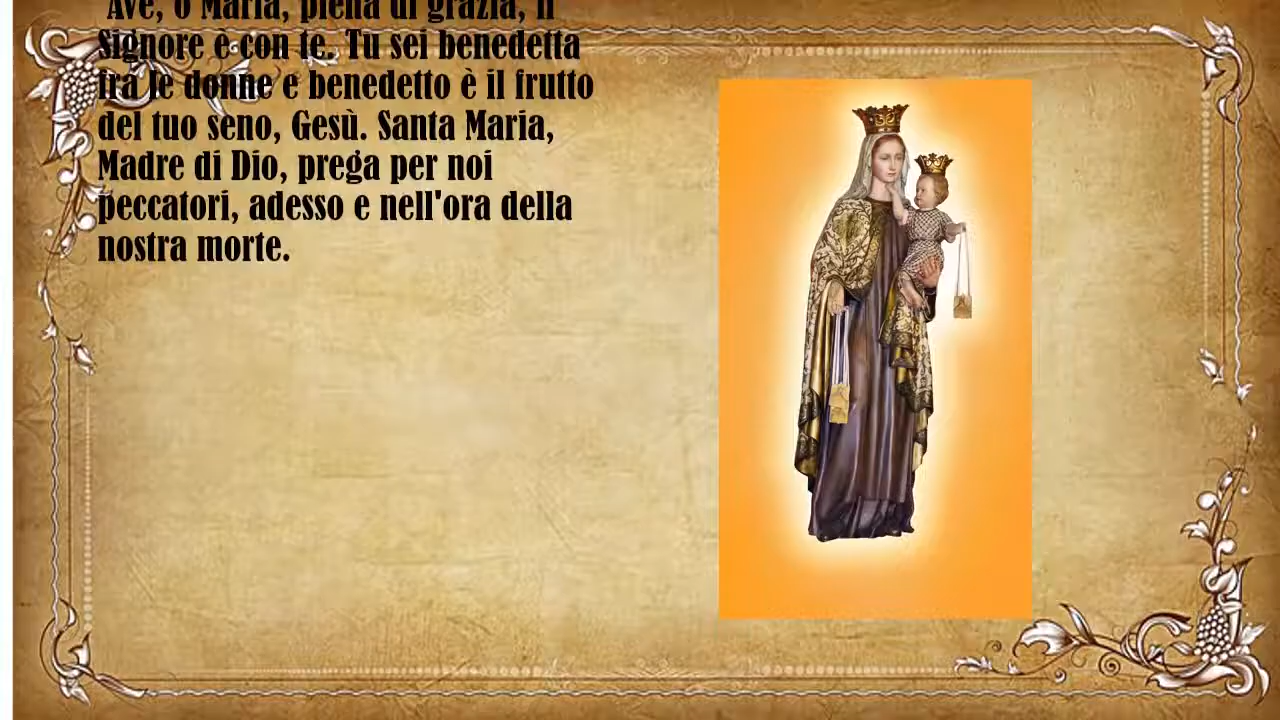 Ave, o Maria, piena di grazia, il
Signore è con te. Tu sei benedetta
fra le donne e benedetto è il frutto
del tuo seno, Gesù. Santa Maria,
Madre di Dio, prega per noi
peccatori, adesso e nell'ora della
nostra morte.